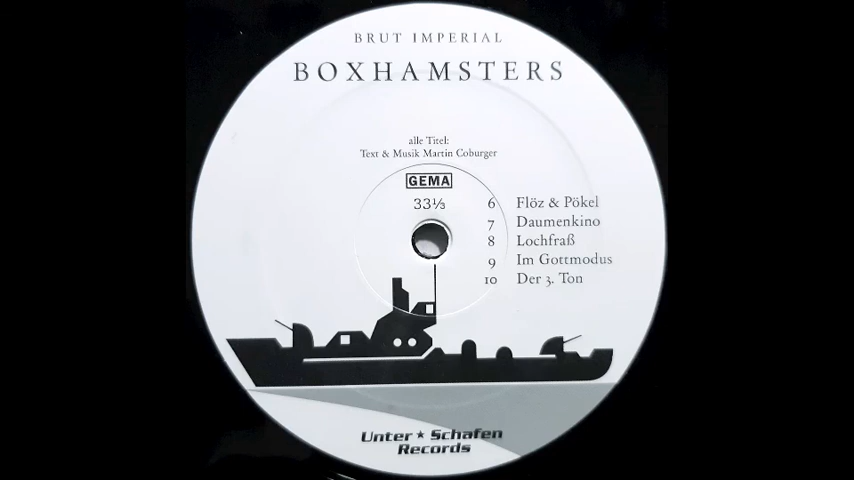 BRUT IMPERIAL
BOXHAMSTERS
alle Titel:
Text & Musik Martin Coburger
GEMA
33⅓
6 Flöz & Pökel
7 Daumenkino
8 Lochfraß
9 Im Gottmodus
10 Der 3. Ton
Unter ★ Schafen
Records